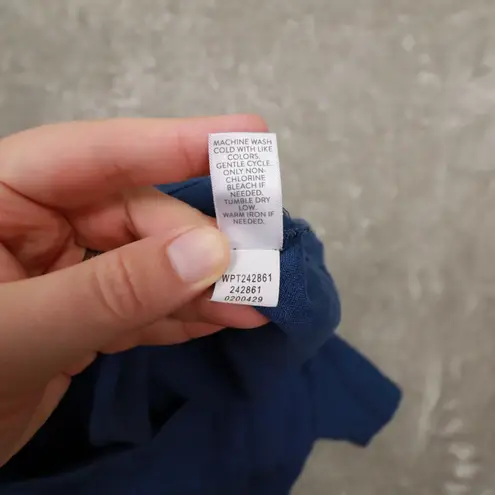 MACHINE WASH
COLD WITH LIKE
COLORS.
GENTLE CYCLE.
ONLY NON-
CHLORINE
BLEACH IF
NEEDED.
TUMBLE DRY
LOW.
WARM IRON IF
NEEDED.
WPT242861
242861
0200429